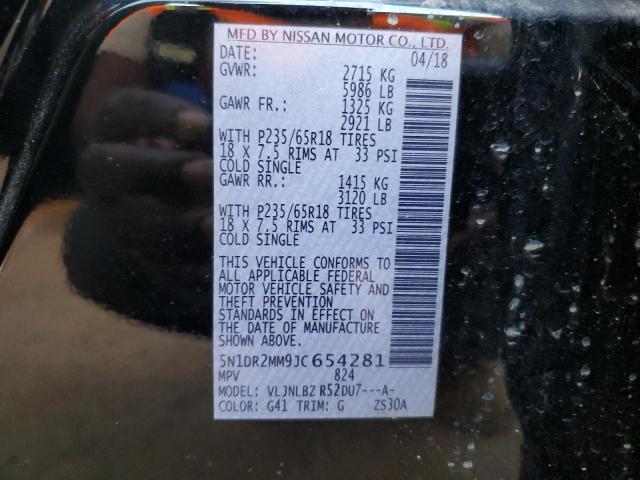 MFD BY NISSAN MOTOR CO., LTD.
DATE: 04/18
GVWR: 2715 KG
5986 LB
GAWR FR.: 1325 KG
2921 LB
WITH P235/65R18 TIRES
18 X 7.5 RIMS AT 33 PSI
COLD SINGLE
GAWR RR.: 1415 KG
3120 LB
WITH P235/65R18 TIRES
18 X 7.5 RIMS AT 33 PSI
COLD SINGLE
THIS VEHICLE CONFORMS TO
ALL APPLICABLE FEDERAL
MOTOR VEHICLE SAFETY AND
THEFT PREVENTION
STANDARDS IN EFFECT ON
THE DATE OF MANUFACTURE
SHOWN ABOVE.
5N1DR2MM9JC654281
MPV 824
MODEL: VLJNLBZ R52DU7---A-
COLOR: G41 TRIM: G ZS30A